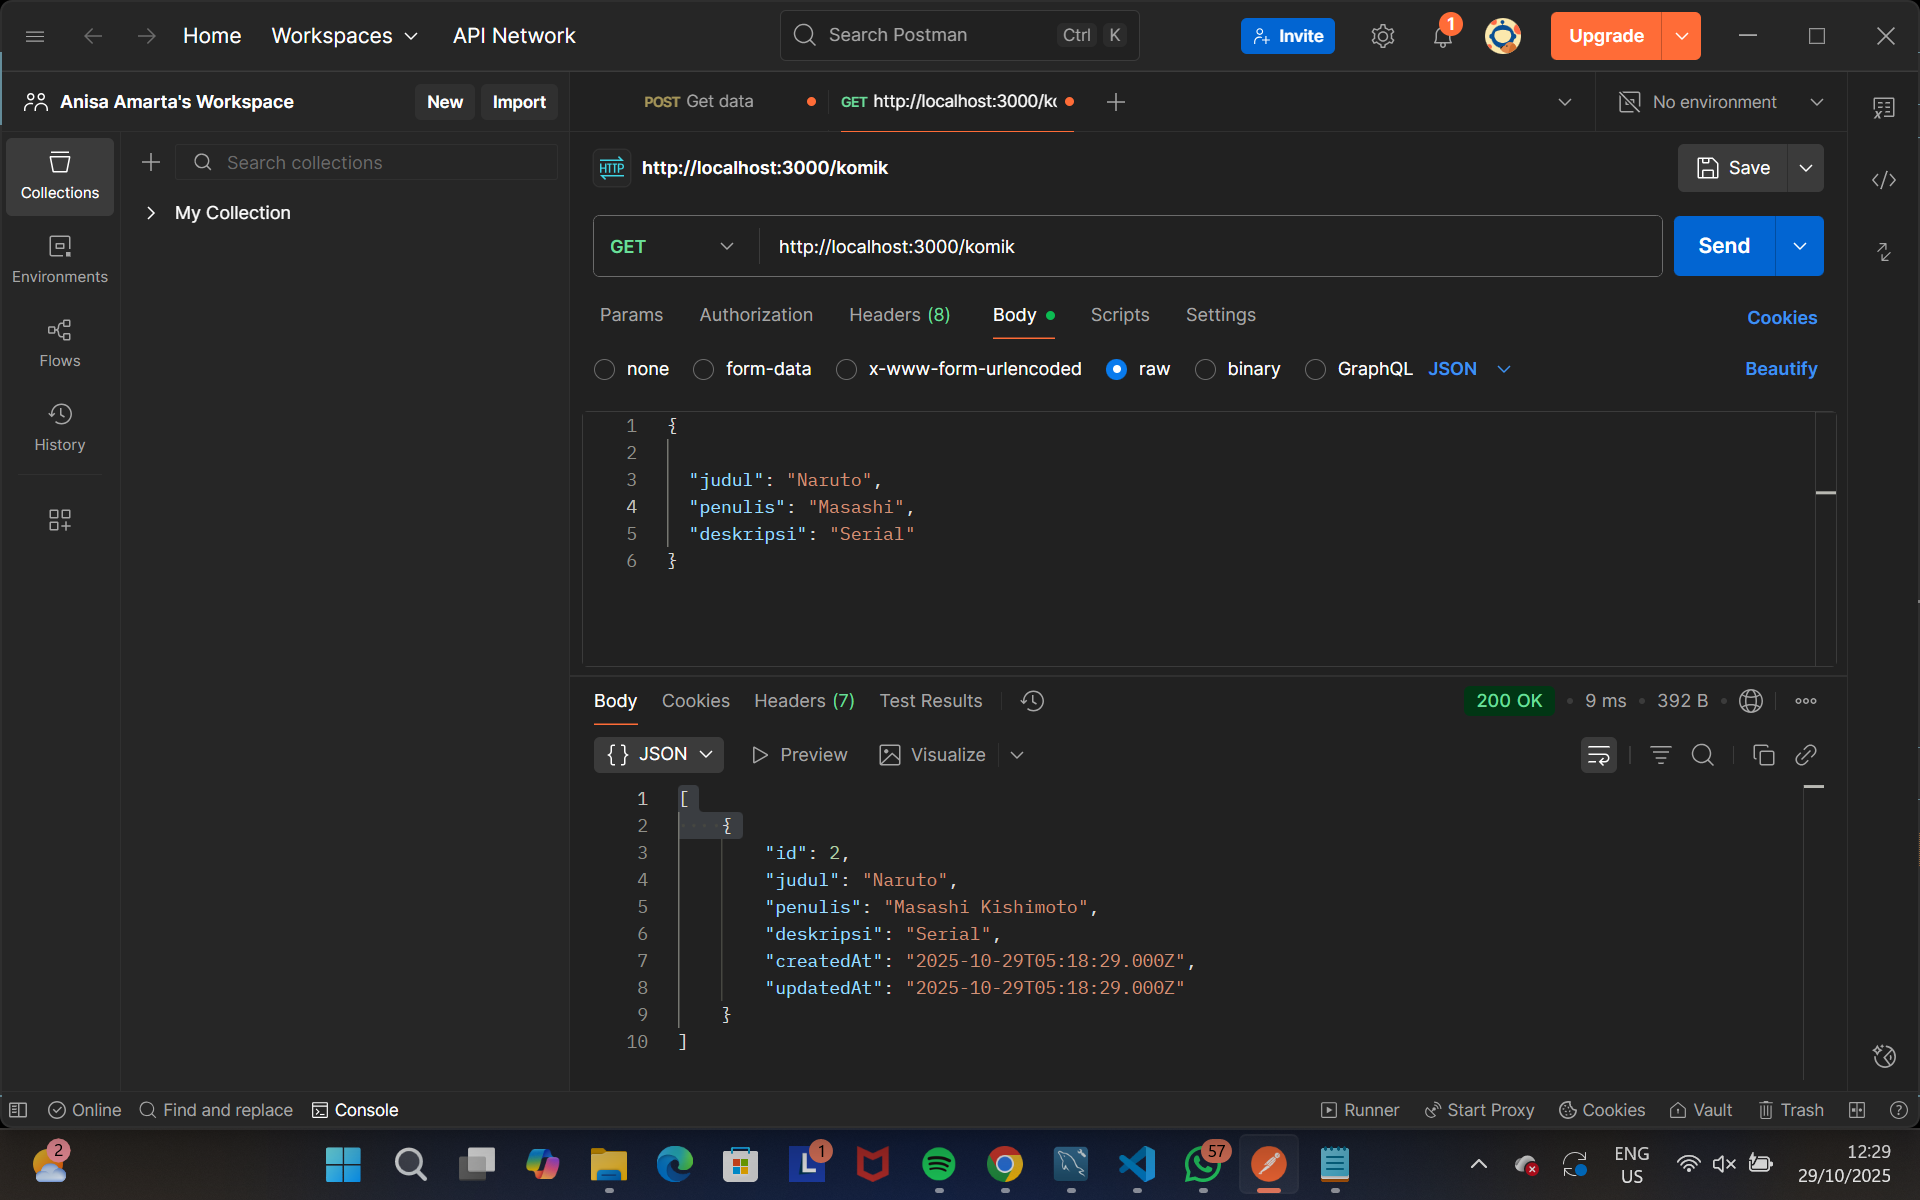 Home Workspaces API Network Search Postman Ctrl K Invite 1 Upgrade
Anisa Amarta's Workspace New Import POST Get data GET http://localhost:3000/kc No environment
Collections
Environments
Flows
History
Search collections
My Collection
HTTP http://localhost:3000/komik Save
GET http://localhost:3000/komik Send
Params Authorization Headers (8) Body Scripts Settings Cookies
none form-data x-www-form-urlencoded raw binary GraphQL JSON Beautify
1 {
2
3 "judul": "Naruto",
4 "penulis": "Masashi",
5 "deskripsi": "Serial"
6 }
Body Cookies Headers (7) Test Results 200 OK • 9 ms • 392 B
{} JSON Preview Visualize
1 [
2 {
3 "id": 2,
4 "judul": "Naruto",
5 "penulis": "Masashi Kishimoto",
6 "deskripsi": "Serial",
7 "createdAt": "2025-10-29T05:18:29.000Z",
8 "updatedAt": "2025-10-29T05:18:29.000Z"
9 }
10 ]
Online Find and replace Console Runner Start Proxy Cookies Vault Trash
2 L 1 57 ENG US 12:29
29/10/2025